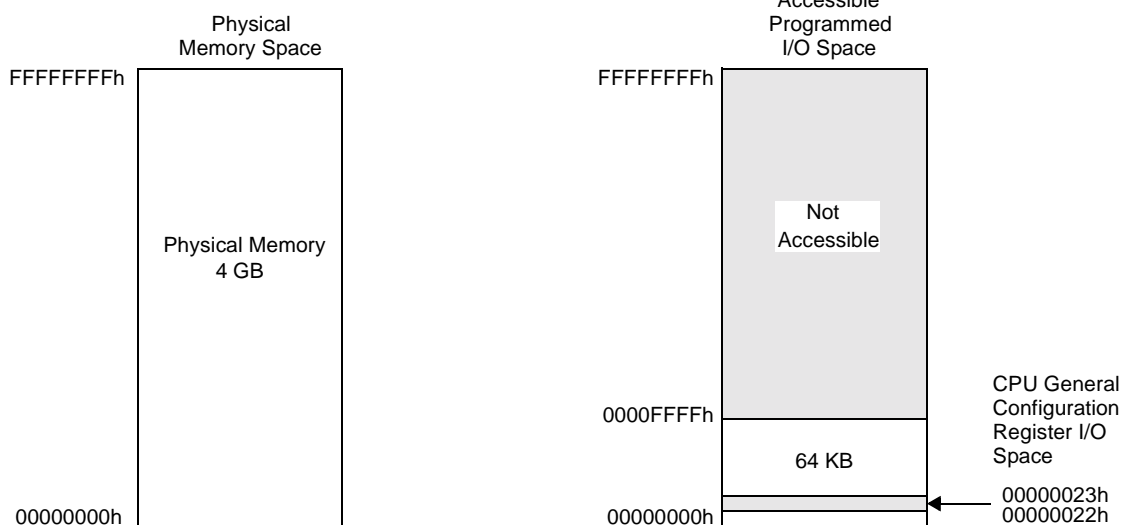 Physical
Memory Space
FFFFFFFFh
Physical Memory
4 GB
00000000h
Accessible
Programmed
I/O Space
FFFFFFFFh
Not
Accessible
0000FFFFh
64 KB
00000000h
CPU General
Configuration
Register I/O
Space
00000023h
00000022h